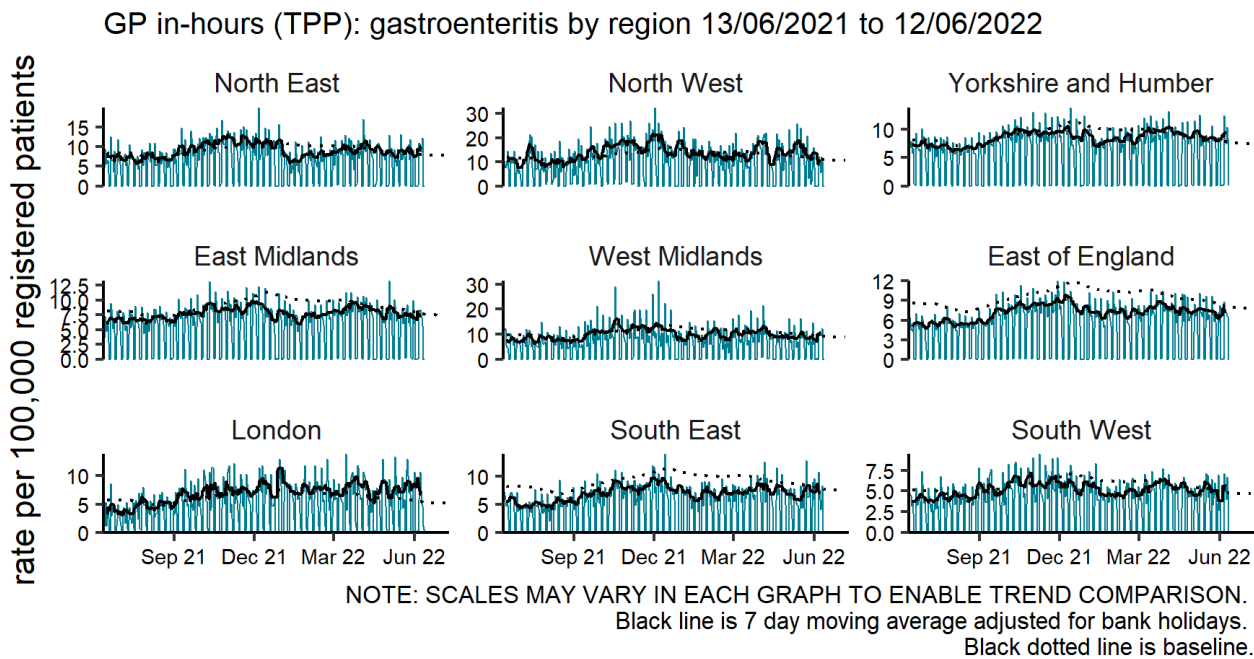 GP in-hours (TPP): gastroenteritis by region 13/06/2021 to 12/06/2022
rate per 100,000 registered patients
North East
15
10
5
0
North West
30
20
10
0
Yorkshire and Humber
10
5
0
East Midlands
12.5
10.0
7.5
5.0
2.5
0.0
West Midlands
30
20
10
0
East of England
12
9
6
3
0
London
10
5
0
South East
10
5
0
South West
7.5
5.0
2.5
0.0
Sep 21 Dec 21 Mar 22 Jun 22
Sep 21 Dec 21 Mar 22 Jun 22
Sep 21 Dec 21 Mar 22 Jun 22
NOTE: SCALES MAY VARY IN EACH GRAPH TO ENABLE TREND COMPARISON.
Black line is 7 day moving average adjusted for bank holidays.
Black dotted line is baseline.